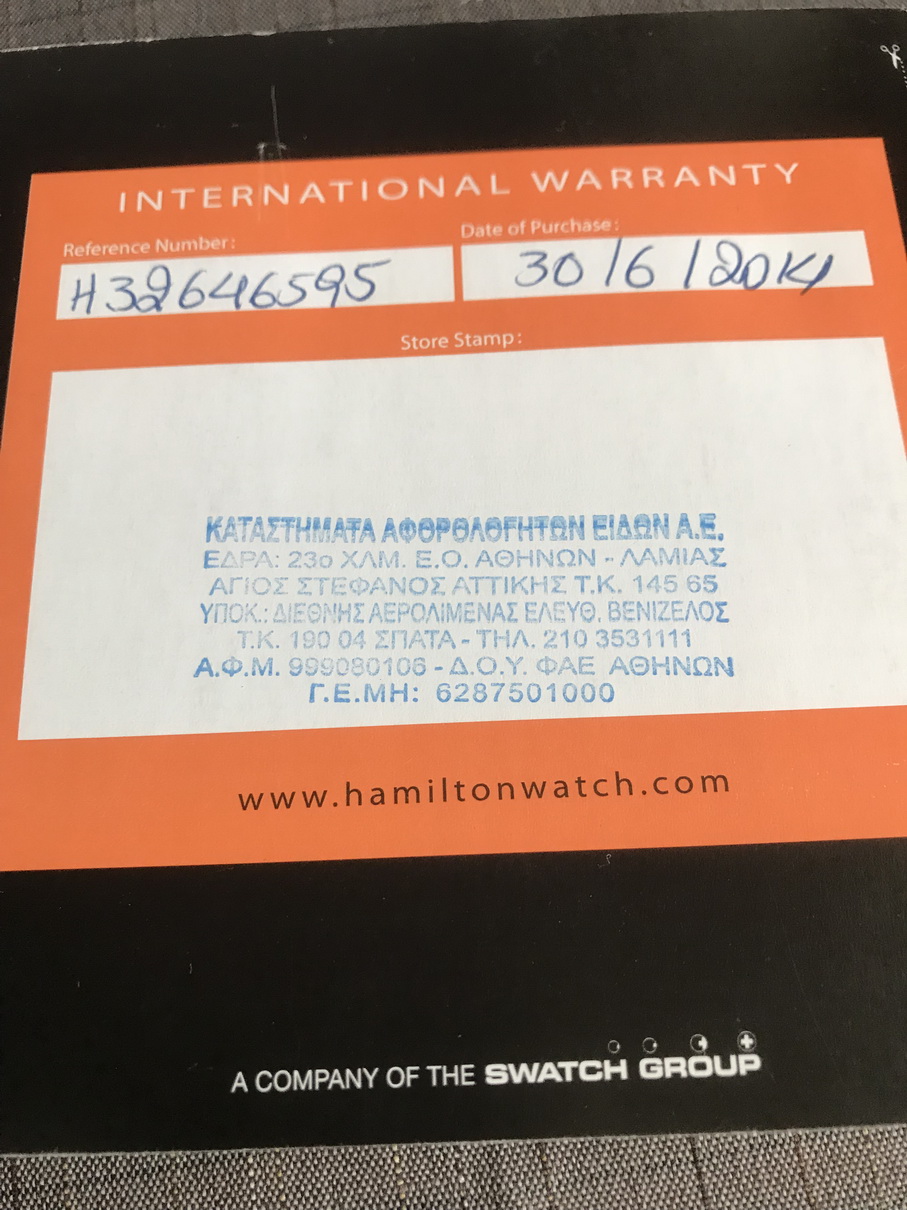 INTERNATIONAL WARRANTY
Reference Number: Date of Purchase:
H32646595 30/6/2014
Store Stamp:
ΚΑΤΑΣΤΗΜΑΤΑ ΑΦΟΡΟΛΟΓΗΤΩΝ ΕΙΔΩΝ Α.Ε.
ΕΔΡΑ: 23ο ΧΛΜ. Ε.Ο. ΑΘΗΝΩΝ - ΛΑΜΙΑΣ
ΑΓΙΟΣ ΣΤΕΦΑΝΟΣ ΑΤΤΙΚΗΣ Τ.Κ. 145 65
ΥΠΟΚ.: ΔΙΕΘΝΗΣ ΑΕΡΟΛΙΜΕΝΑΣ ΕΛΕΥΘ. ΒΕΝΙΖΕΛΟΣ
Τ.Κ. 190 04 ΣΠΑΤΑ - ΤΗΛ. 210 3531111
Α.Φ.Μ. 999080106 - Δ.Ο.Υ. ΦΑΕ ΑΘΗΝΩΝ
Γ.Ε.ΜΗ: 6287501000
www.hamiltonwatch.com
A COMPANY OF THE SWATCH GROUP